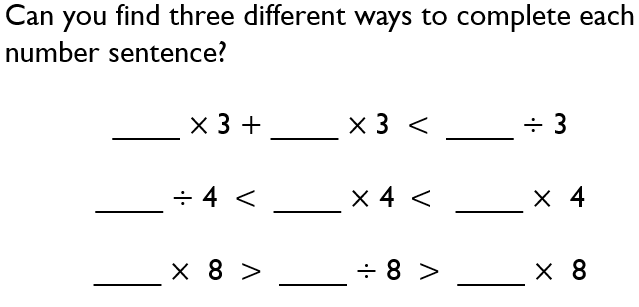 Can you find three different ways to complete each
number sentence?
____ × 3 + ____ × 3 < ____ ÷ 3
____ ÷ 4 < ____ × 4 < ____ × 4
____ × 8 > ____ ÷ 8 > ____ × 8